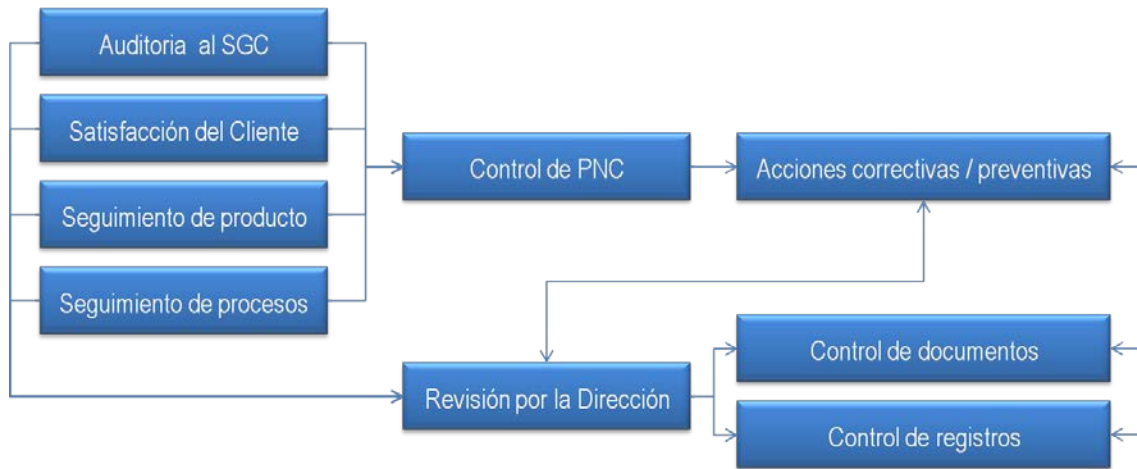 Auditoria al SGC
Satisfacción del Cliente
Seguimiento de producto
Seguimiento de procesos
Control de PNC
Acciones correctivas / preventivas
Revisión por la Dirección
Control de documentos
Control de registros